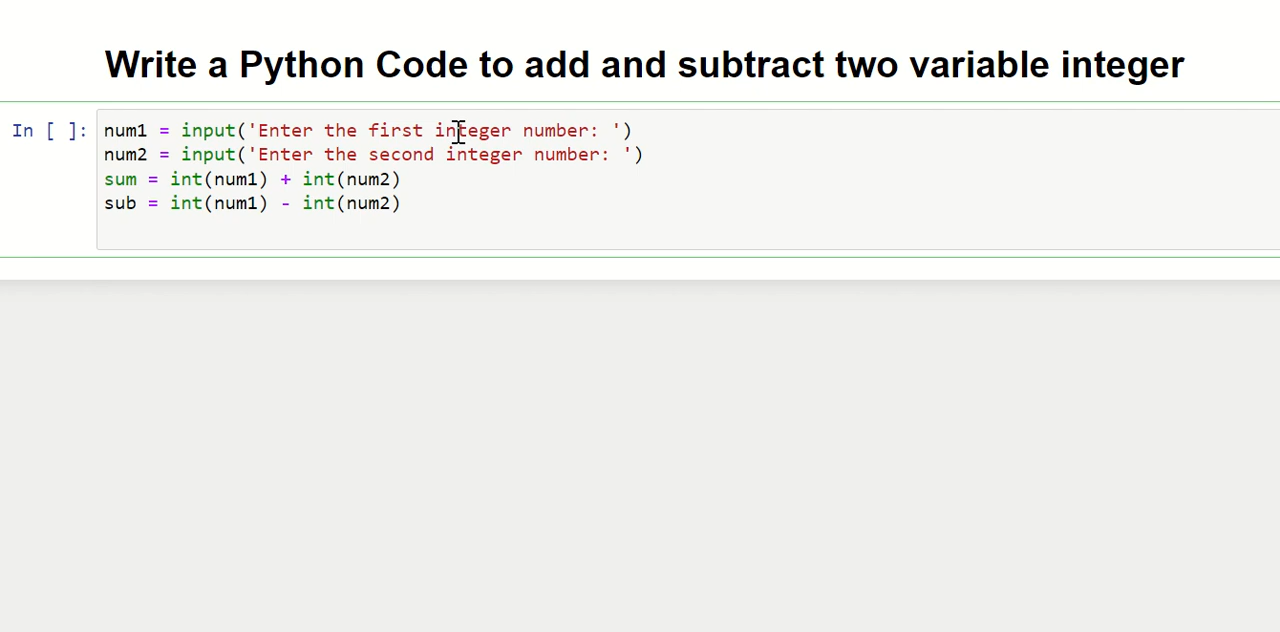 Write a Python Code to add and subtract two variable integer
In [ ]: num1 = input('Enter the first integer number: ')
num2 = input('Enter the second integer number: ')
sum = int(num1) + int(num2)
sub = int(num1) - int(num2)